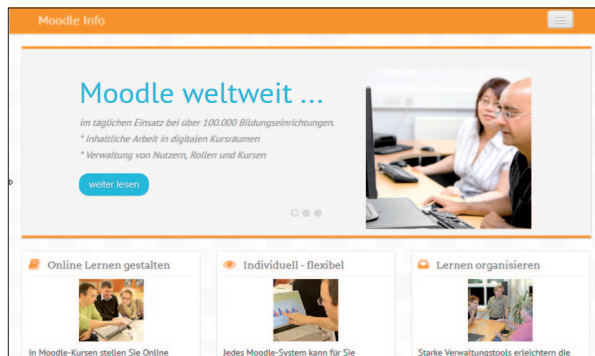 Moodle Info
Moodle weltweit ...
im täglichen Einsatz bei über 100.000 Bildungseinrichtungen.
* Inhaltliche Arbeit in digitalen Kursräumen
* Verwaltung von Nutzern, Rollen und Kursen
weiter lesen
Online Lernen gestalten
In Moodle-Kursen stellen Sie Online
Individuell - flexibel
Jedes Moodle-System kann für Sie
Lernen organisieren
Starke Verwaltungstools erleichtern die